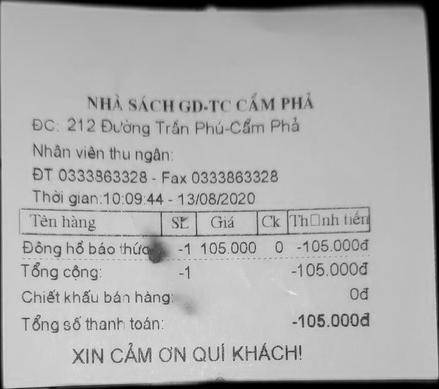 NHÀ SÁCH GD-TC CẨM PHẢ
ĐC: 212 Đường Trần Phú-Cẩm Phả
Nhân viên thu ngân:
ĐT 0333863328 - Fax 0333863328
Thời gian:10:09:44 - 13/08/2020
Tên hàng SL Giá Ck Th□nh tiền
Đồng hồ báo thức -1 105.000 0 -105.000đ
Tổng cộng: -1 -105.000đ
Chiết khấu bán hàng: 0đ
Tổng số thanh toán: -105.000đ
XIN CẢM ƠN QUÍ KHÁCH!